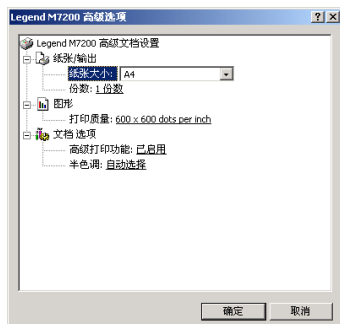 Legend M7200 高级选项
Legend M7200 高级文档设置
纸张/输出
纸张大小: A4
份数: 1 份数
图形
打印质量: 600 x 600 dots per inch
文档选项
高级打印功能: 已启用
半色调: 自动选择
确定 取消